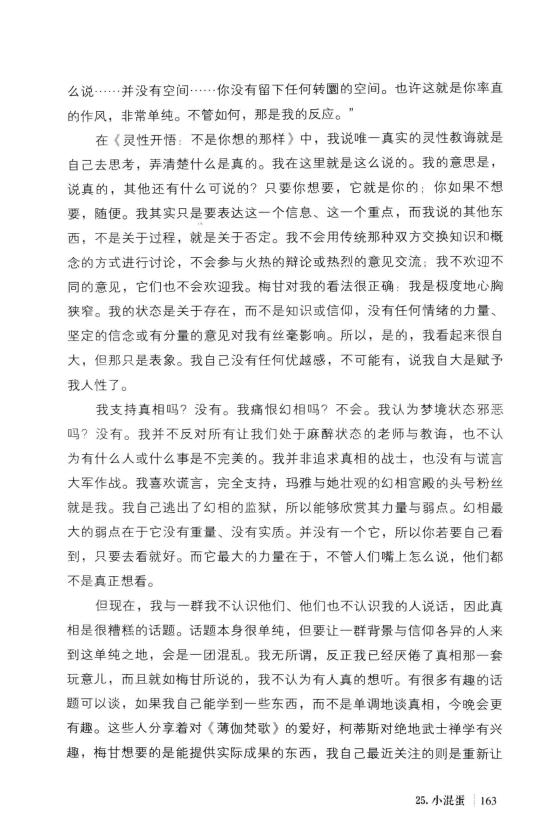 么说……并没有空间……你没有留下任何转圜的空间。也许这就是你率直
的作风，非常单纯。不管如何，那是我的反应。”
在《灵性开悟：不是你想的那样》中，我说唯一真实的灵性教诲就是
自己去思考，弄清楚什么是真的。我在这里就是这么说的。我的意思是，
说真的，其他还有什么可说的？只要你想要，它就是你的；你如果不想
要，随便。我其实只是要表达这一个信息、这一个重点，而我说的其他东
西，不是关于过程，就是关于否定。我不会用传统那种双方交换知识和概
念的方式进行讨论，不会参与火热的辩论或热烈的意见交流；我不欢迎不
同的意见，它们也不会欢迎我。梅甘对我的看法很正确：我是极度地心胸
狭窄。我的状态是关于存在，而不是知识或信仰，没有任何情绪的力量、
坚定的信念或有分量的意见对我有丝毫影响。所以，是的，我看起来很自
大，但那只是表象。我自己没有任何优越感，不可能有，说我自大是赋予
我人性了。
我支持真相吗？没有。我痛恨幻相吗？不会。我认为梦境状态邪恶
吗？没有。我并不反对所有让我们处于麻醉状态的老师与教诲，也不认
为有什么人或什么事是不完美的。我并非追求真相的战士，也没有与谎言
大军作战。我喜欢谎言，完全支持，玛雅与她壮观的幻相宫殿的头号粉丝
就是我。我自己逃出了幻相的监狱，所以能够欣赏其力量与弱点。幻相最
大的弱点在于它没有重量、没有实质。并没有一个它，所以你若要自己看
到，只要去看就好。而它最大的力量在于，不管人们嘴上怎么说，他们都
不是真正想看。
但现在，我与一群我不认识他们、他们也不认识我的人说话，因此真
相是很糟糕的话题。话题本身很单纯，但要让一群背景与信仰各异的人来
到这单纯之地，会是一团混乱。我无所谓，反正我已经厌倦了真相那一套
玩意儿，而且就如梅甘所说的，我不认为有人真的想听。有很多有趣的话
题可以谈，如果我自己能学到一些东西，而不是单调地谈真相，今晚会更
有趣。这些人分享着对《薄伽梵歌》的爱好，柯蒂斯对绝地武士禅学有兴
趣，梅甘想要的是能提供实际成果的东西，我自己最近关注的则是重新让
25. 小混蛋 | 163